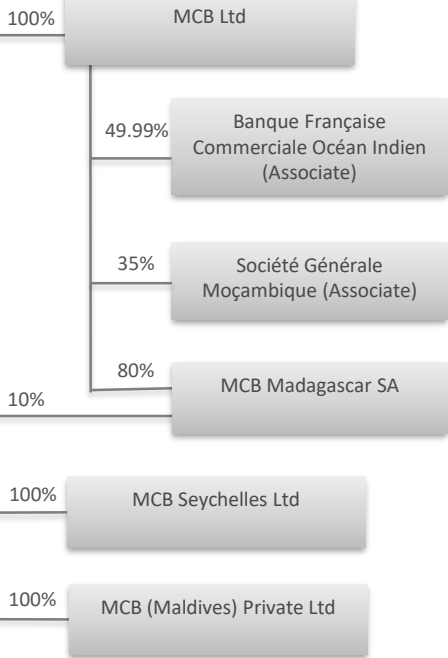 100%
MCB Ltd
49.99%
Banque Française
Commerciale Océan Indien
(Associate)
35%
Société Générale
Moçambique (Associate)
80%
MCB Madagascar SA
10%
100%
MCB Seychelles Ltd
100%
MCB (Maldives) Private Ltd